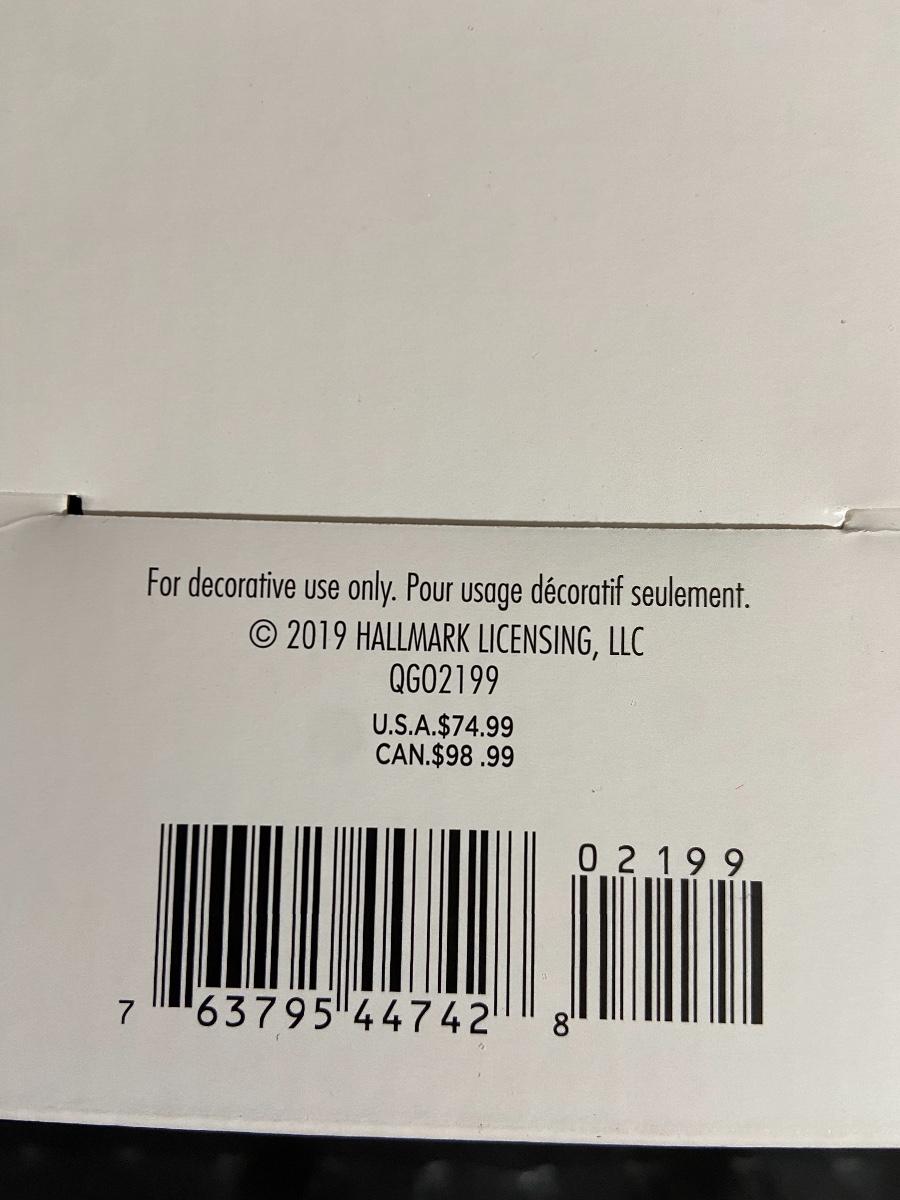 For decorative use only. Pour usage décoratif seulement.
© 2019 HALLMARK LICENSING, LLC
QGO2199
U.S.A.$74.99
CAN.$98 .99
02199
7 63795 44742 8